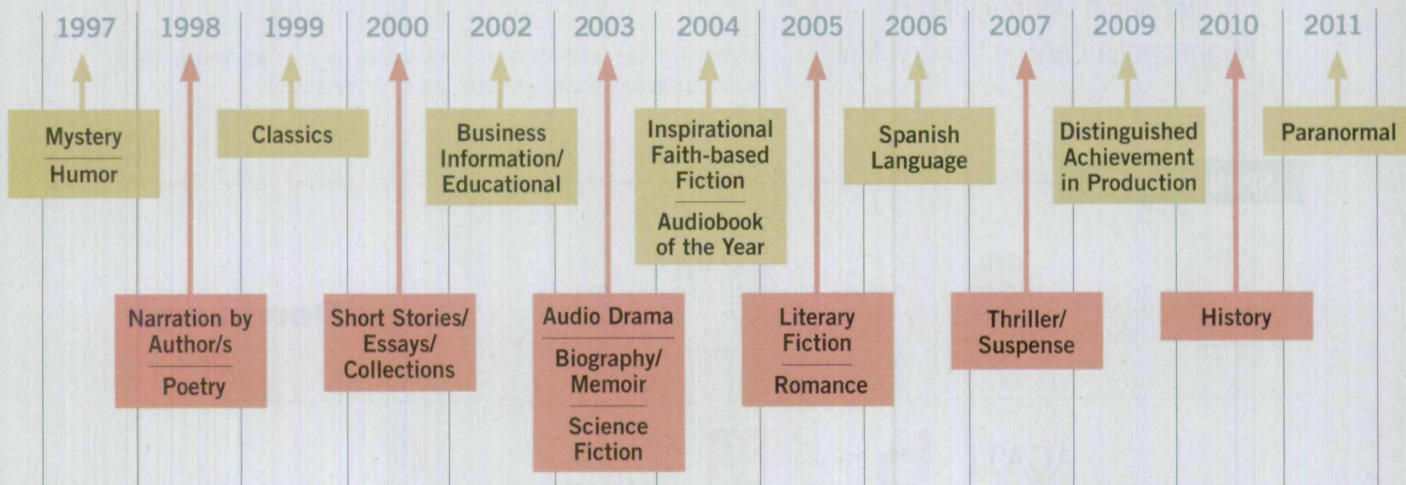 1997 1998 1999 2000 2002 2003 2004 2005 2006 2007 2009 2010 2011
Mystery
Humor
Classics
Business
Information/
Educational
Inspirational
Faith-based
Fiction
Audiobook
of the Year
Spanish
Language
Distinguished
Achievement
in Production
Paranormal
Narration by
Author/s
Poetry
Short Stories/
Essays/
Collections
Audio Drama
Biography/
Memoir
Science
Fiction
Literary
Fiction
Romance
Thriller/
Suspense
History